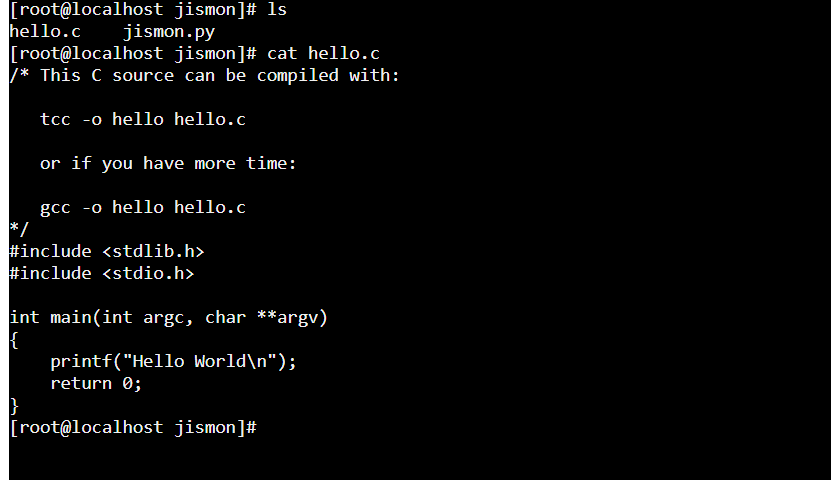 [root@localhost jismon]# ls
hello.c    jismon.py
[root@localhost jismon]# cat hello.c
/* This C source can be compiled with:
   tcc -o hello hello.c
   or if you have more time:
   gcc -o hello hello.c
*/
#include <stdlib.h>
#include <stdio.h>
int main(int argc, char **argv)
{
    printf("Hello World\n");
    return 0;
}
[root@localhost jismon]#